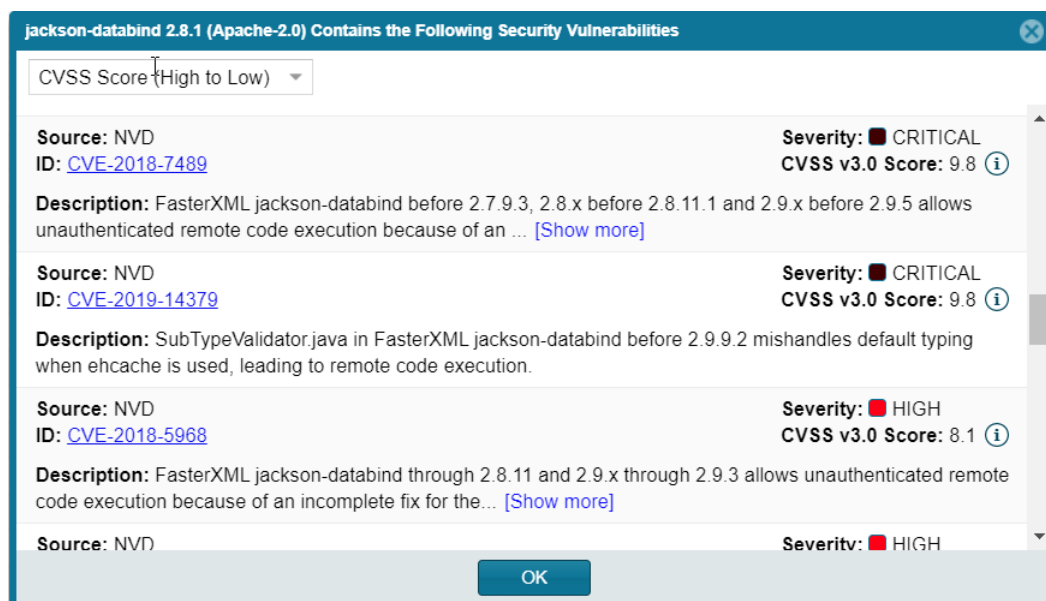 jackson-databind 2.8.1 (Apache-2.0) Contains the Following Security Vulnerabilities
CVSS Score (High to Low)
Source: NVD
Severity: CRITICAL
ID: CVE-2018-7489
CVSS v3.0 Score: 9.8
Description: FasterXML jackson-databind before 2.7.9.3, 2.8.x before 2.8.11.1 and 2.9.x before 2.9.5 allows
unauthenticated remote code execution because of an ... [Show more]
Source: NVD
Severity: CRITICAL
ID: CVE-2019-14379
CVSS v3.0 Score: 9.8
Description: SubTypeValidator.java in FasterXML jackson-databind before 2.9.9.2 mishandles default typing
when ehcache is used, leading to remote code execution.
Source: NVD
Severity: HIGH
ID: CVE-2018-5968
CVSS v3.0 Score: 8.1
Description: FasterXML jackson-databind through 2.8.11 and 2.9.x through 2.9.3 allows unauthenticated remote
code execution because of an incomplete fix for the... [Show more]
Source: NVD
Severity: HIGH
OK